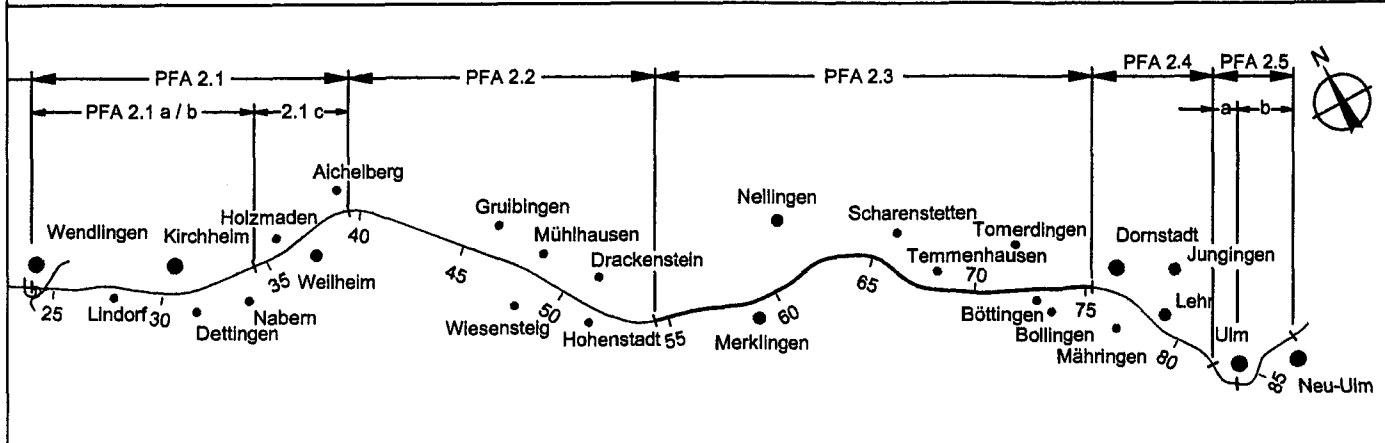 PFA 2.1
PFA 2.2
PFA 2.3
PFA 2.4
PFA 2.5
N
PFA 2.1 a / b
2.1 c
a
b
Aichelberg
Wendlingen
Kirchheim
Holzmaden
Weilheim
Gruibingen
Mühlhausen
Drackenstein
Nellingen
Scharenstetten
Temmenhausen
Tomerdingen
Dornstadt
Jungingen
Lehr
Ulm
Neu-Ulm
Lindorf
Dettingen
Nabern
Wiesensteig
Hohenstadt
Merklingen
Böttingen
Bollingen
Mähringen
25
30
35
40
45
50
55
60
65
70
75
80
85